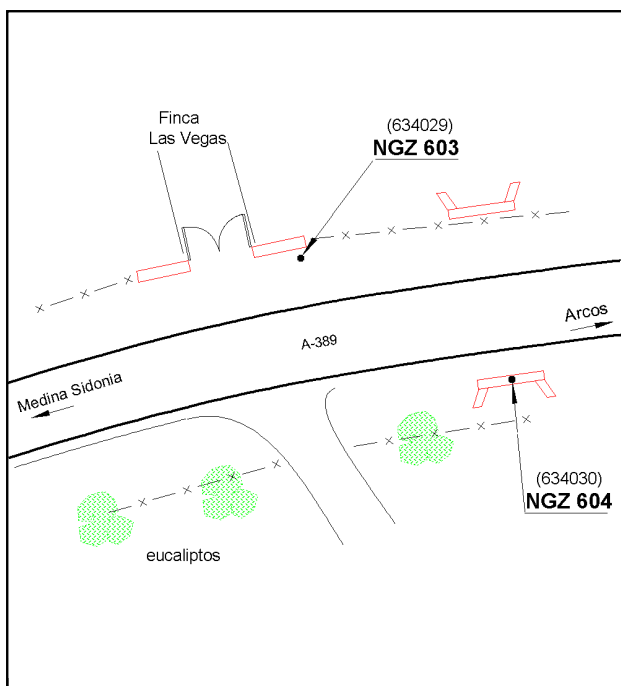 Finca
Las Vegas
(634029)
NGZ 603
Arcos
A-389
Medina Sidonia
(634030)
NGZ 604
eucaliptos